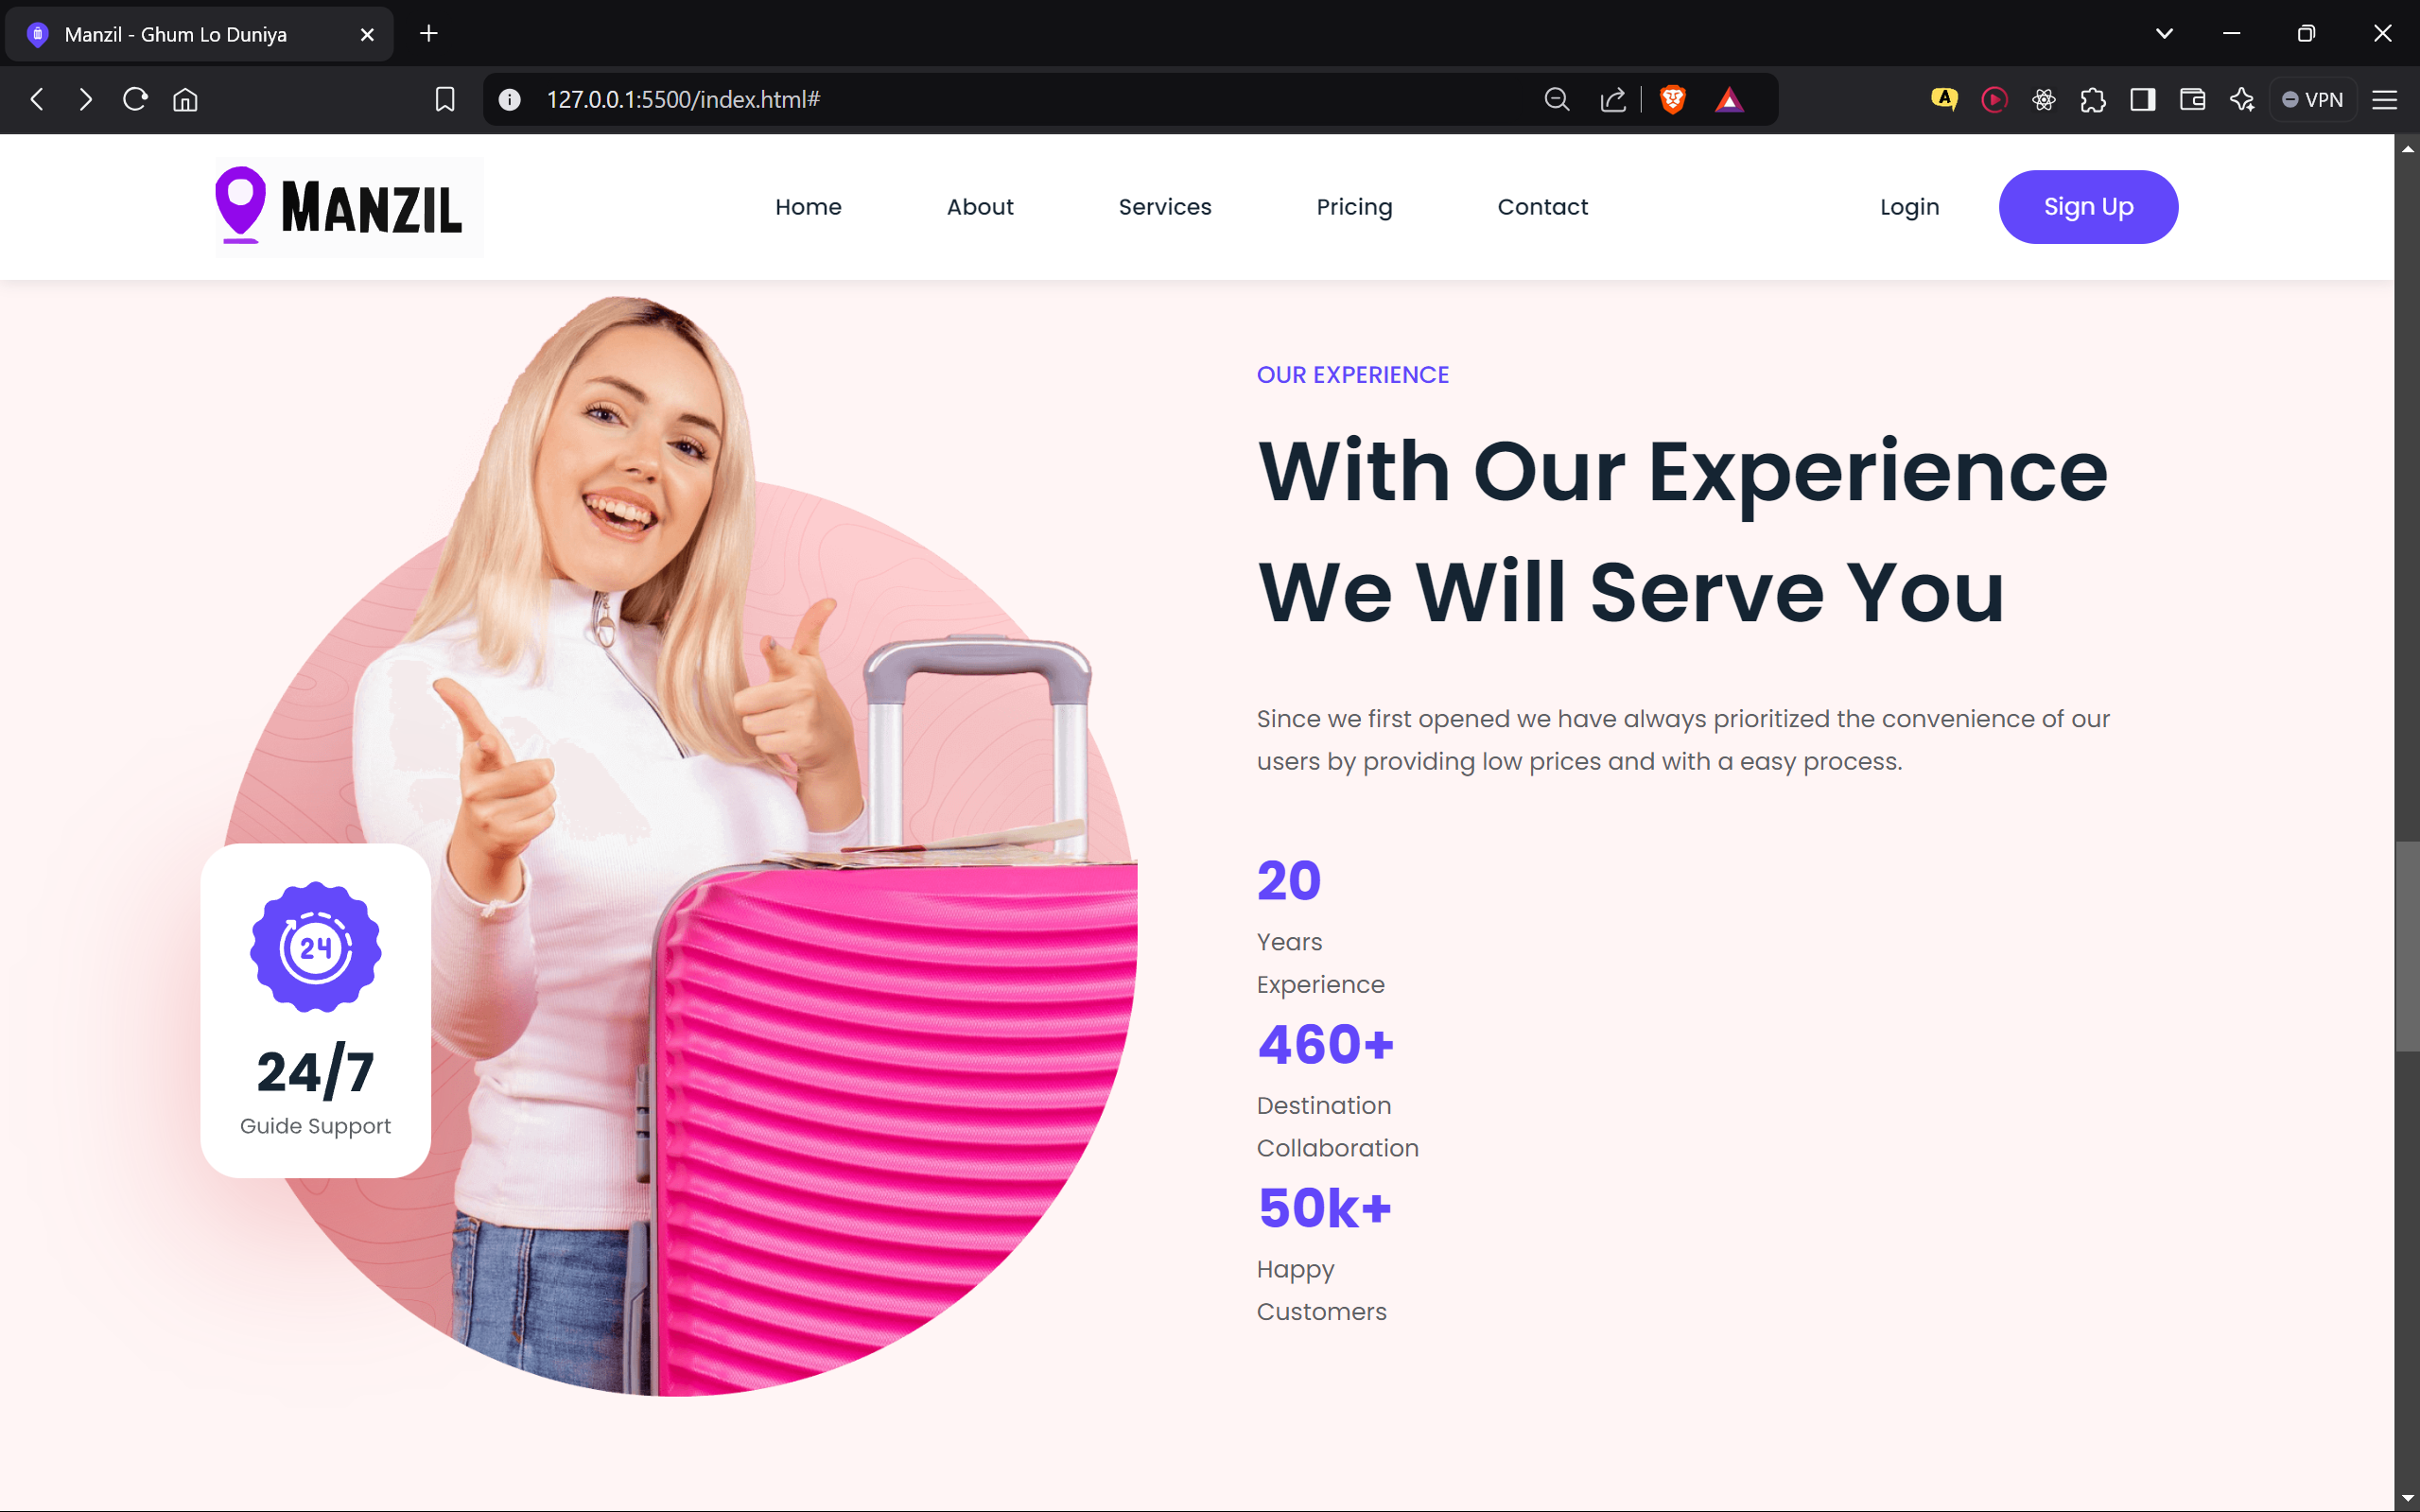 Manzil - Ghum Lo Duniya
127.0.0.1:5500/index.html#
VPN
MANZIL
Home
About
Services
Pricing
Contact
Login
Sign Up
OUR EXPERIENCE
With Our Experience
We Will Serve You
Since we first opened we have always prioritized the convenience of our
users by providing low prices and with a easy process.
20
Years
Experience
460+
Destination
Collaboration
50k+
Happy
Customers
24
24/7
Guide Support